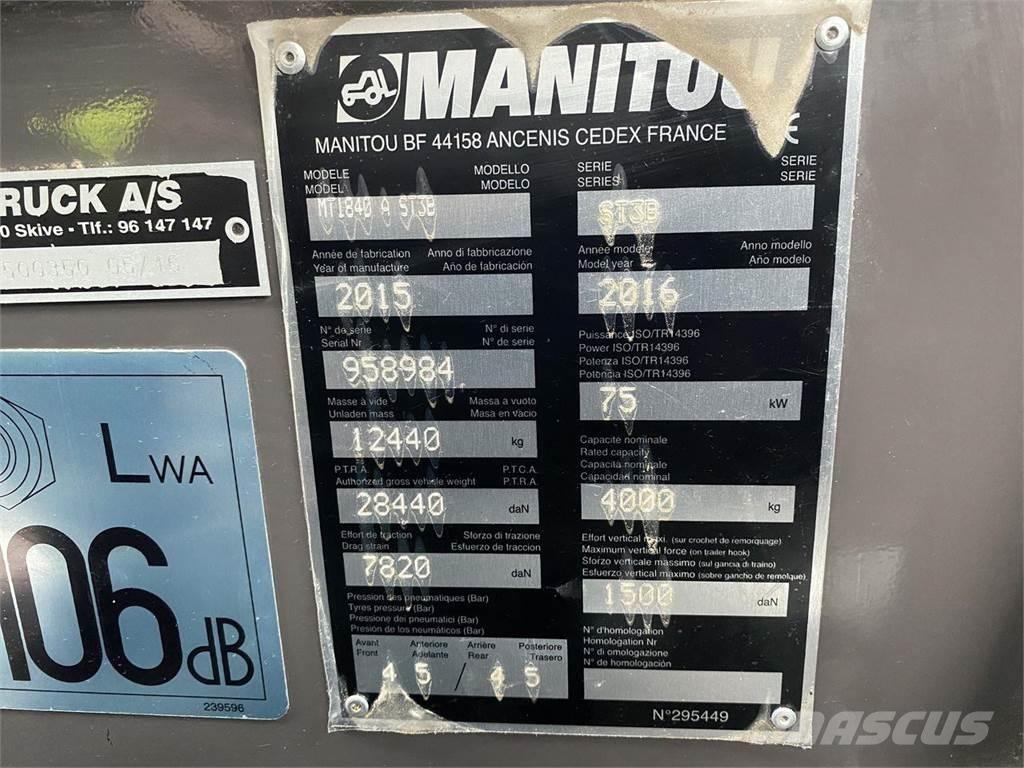 MANITOU
MANITOU BF 44158 ANCENIS CEDEX FRANCE
MODELE MODELLO
MODEL MODELO
MT1840 A ST3B
SERIE SERIE
SERIES SERIE
ST3B
Année de fabrication Anno di fabbricazione
Year of manufacture Año de fabricación
2015
Année modele Anno modello
Model year Año modelo
2016
N° de serie N° di serie
Serial Nr N° de serie
958984
Puissance ISO/TR14396
Power ISO/TR14396
Potenza ISO/TR14396
Potencia ISO/TR14396
75 kW
Masse à vide Massa a vuoto
Unladen mass Masa en vacio
12440 kg
Capacite nominale
Rated capacity
Capacita nominale
Capacidad nominal
4000 kg
P.T.R.A. P.T.C.A.
Authorized gross vehicle weight P.T.R.A.
28440 daN
Effort de traction Sforzo di trazione
Drag strain Esfuerzo de traccion
7820 daN
Effort vertical maxi. (sur crochet de remorquage)
Maximum vertical force (on trailer hook)
Sforzo verticale massimo (sul gancia di traino)
Esfuerzo vertical maximo (sobre gancho de remolque)
1500 daN
Pression des pneumatiques (Bar)
Tyres pressure (Bar)
Pressione dei pneumatici (Bar)
Presión de los neumáticos (Bar)
Avant Anteriore Arrière Posteriore
Front Adelante Rear Trasero
4 5 / 4 5
N° d'homologation
Homologation Nr
N° di omologazione
N° de homologación
N°295449
RUCK A/S
0 Skive - Tlf.: 96 147 147
LWA
106 dB
239596
MASCUS